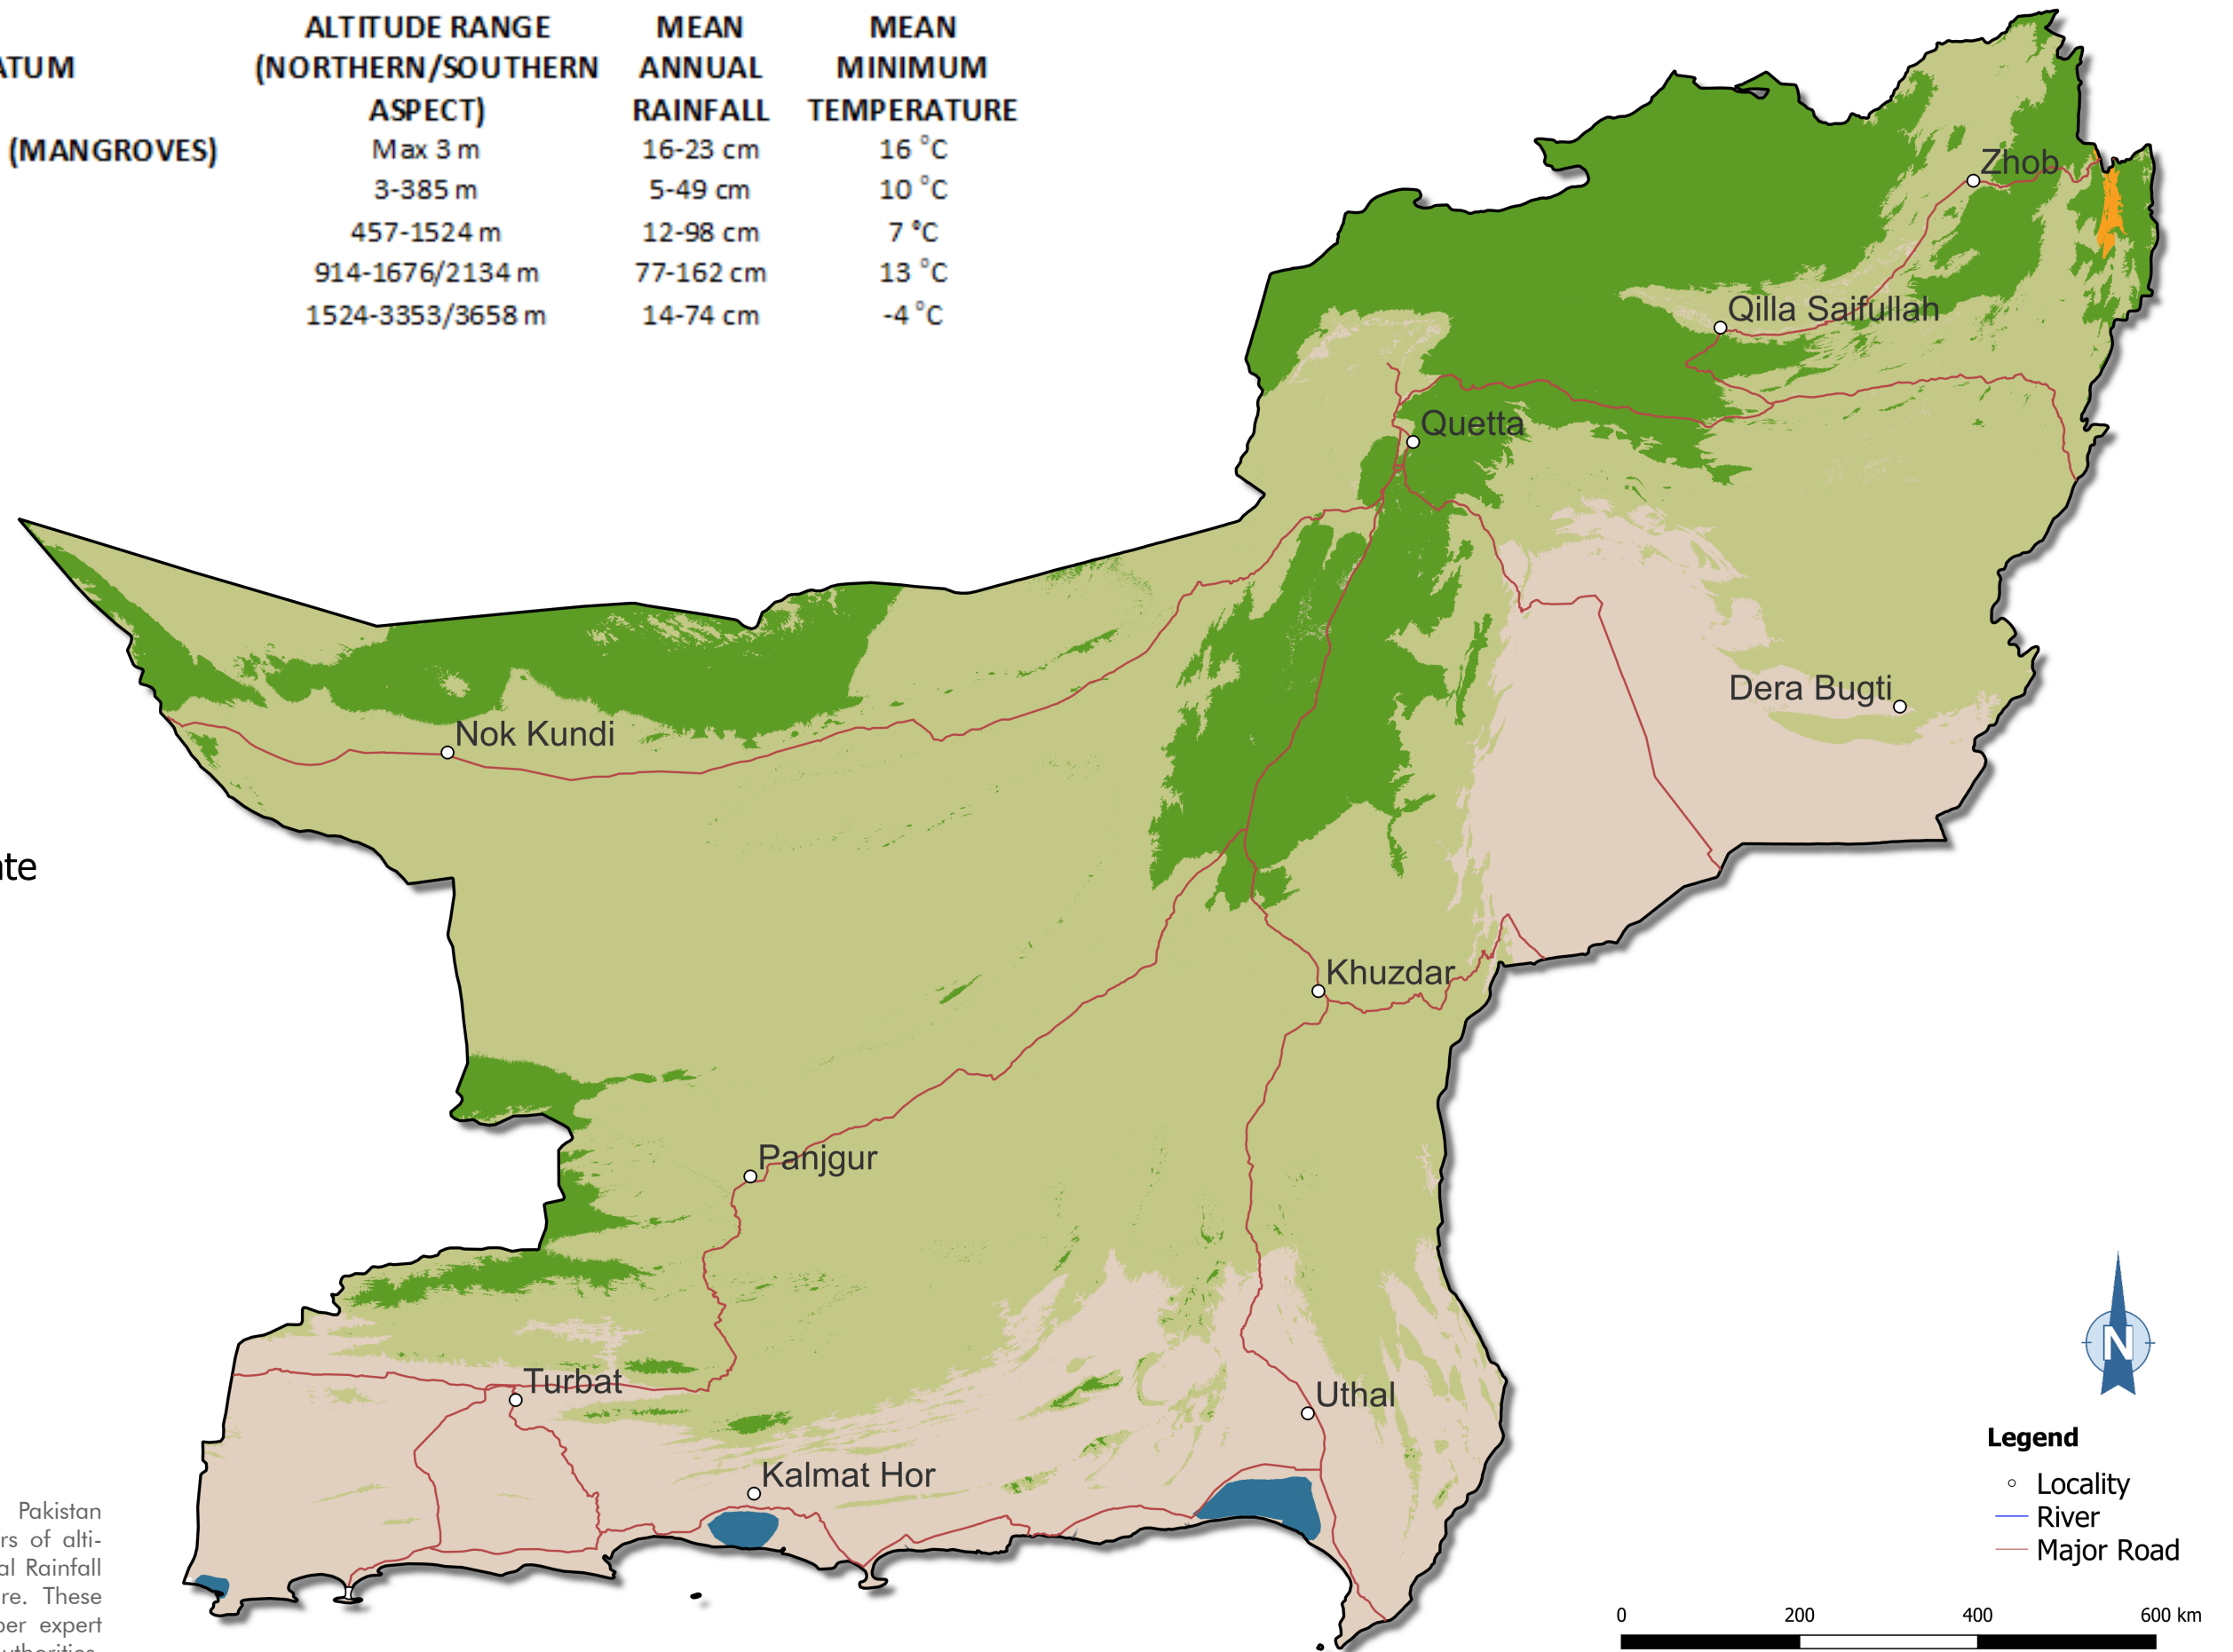 ALTITUDE RANGE MEAN MEAN
ATUM (NORTHERN/SOUTHERN ANNUAL MINIMUM
ASPECT) RAINFALL TEMPERATURE
(MANGROVES) Max 3 m 16-23 cm 16 °C
3-385 m 5-49 cm 10 °C
457-1524 m 12-98 cm 7 °C
914-1676/2134 m 77-162 cm 13 °C
1524-3353/3658 m 14-74 cm -4 °C
Zhob
Qilla Saifullah
Quetta
Dera Bugti
Nok Kundi
Khuzdar
Panjgur
Turbat
Uthal
Kalmat Hor
N
Legend
Locality
River
Major Road
0 200 400 600 km
Pakistan
rs of alti-
al Rainfall
re. These
per expert